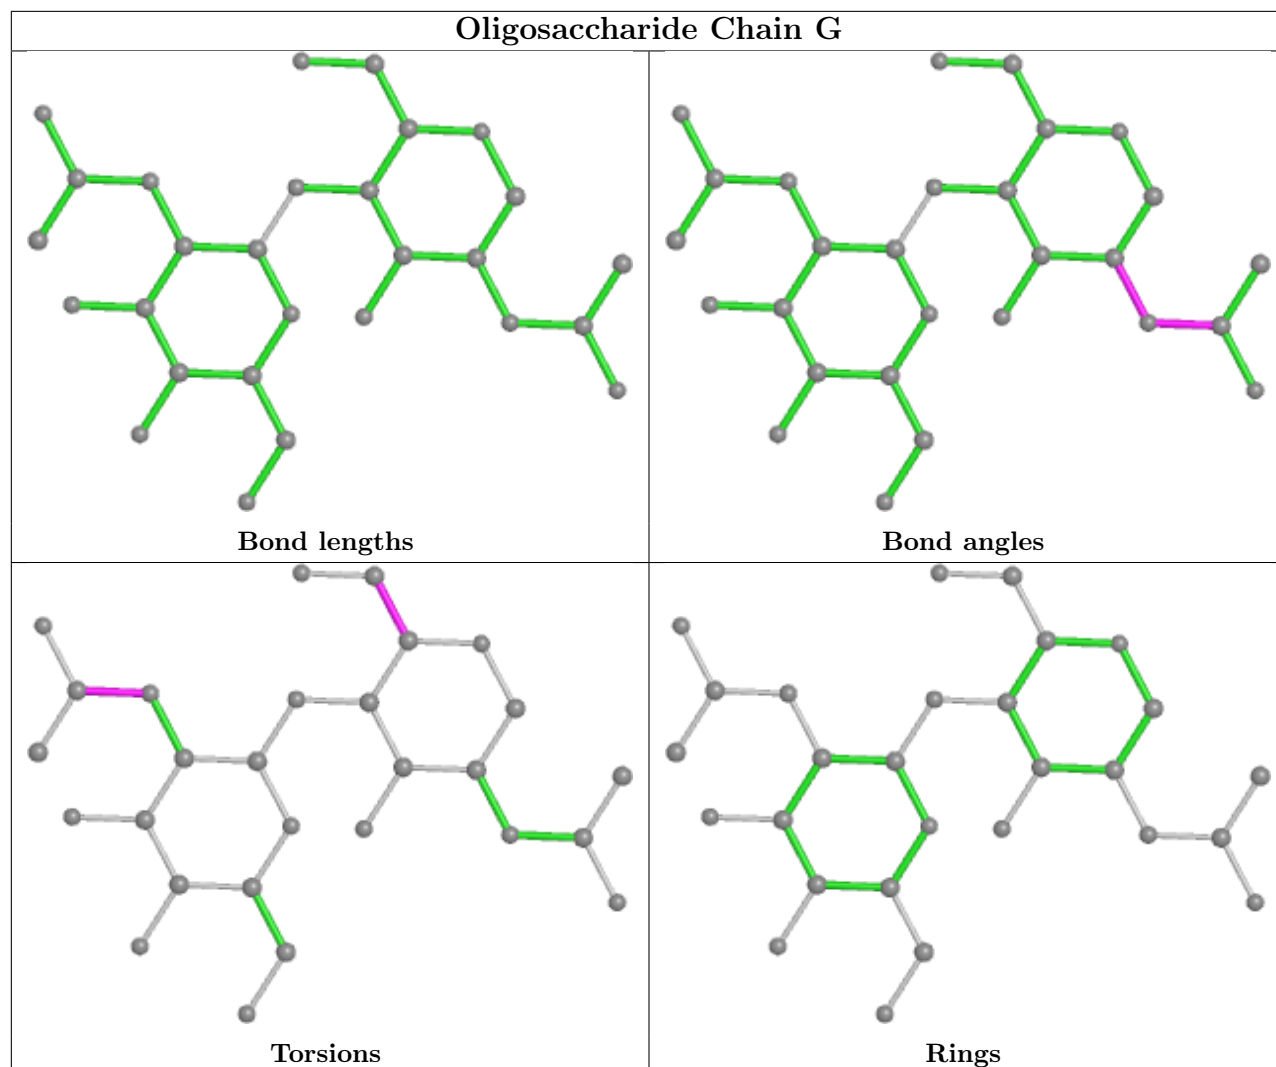 Oligosaccharide Chain G
Bond lengths
Bond angles
Torsions
Rings